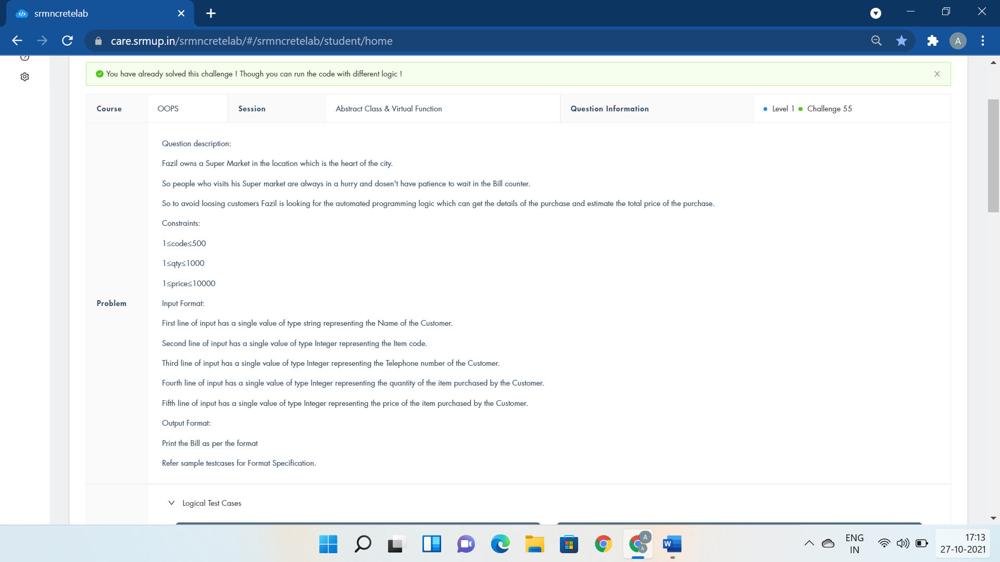 srmncretelab
care.srmup.in/srmncretelab/#/srmncretelab/student/home
A
You have already solved this challenge ! Though you can run the code with different logic !
Course OOPS Session Abstract Class & Virtual Function Question Information Level 1 Challenge 55
Question description:
Fazil owns a Super Market in the location which is the heart of the city.
So people who visits his Super market are always in a hurry and dosen't have patience to wait in the Bill counter.
So to avoid loosing customers Fazil is looking for the automated programming logic which can get the details of the purchase and estimate the total price of the purchase.
Constraints:
1≤code≤500
1≤qty≤1000
1≤price≤10000
Problem
Input Format:
First line of input has a single value of type string representing the Name of the Customer.
Second line of input has a single value of type Integer representing the Item code.
Third line of input has a single value of type Integer representing the Telephone number of the Customer.
Fourth line of input has a single value of type Integer representing the quantity of the item purchased by the Customer.
Fifth line of input has a single value of type Integer representing the price of the item purchased by the Customer.
Output Format:
Print the Bill as per the format
Refer sample testcases for Format Specification.
Logical Test Cases
A
A
W
ENG
IN
17:13
27-10-2021